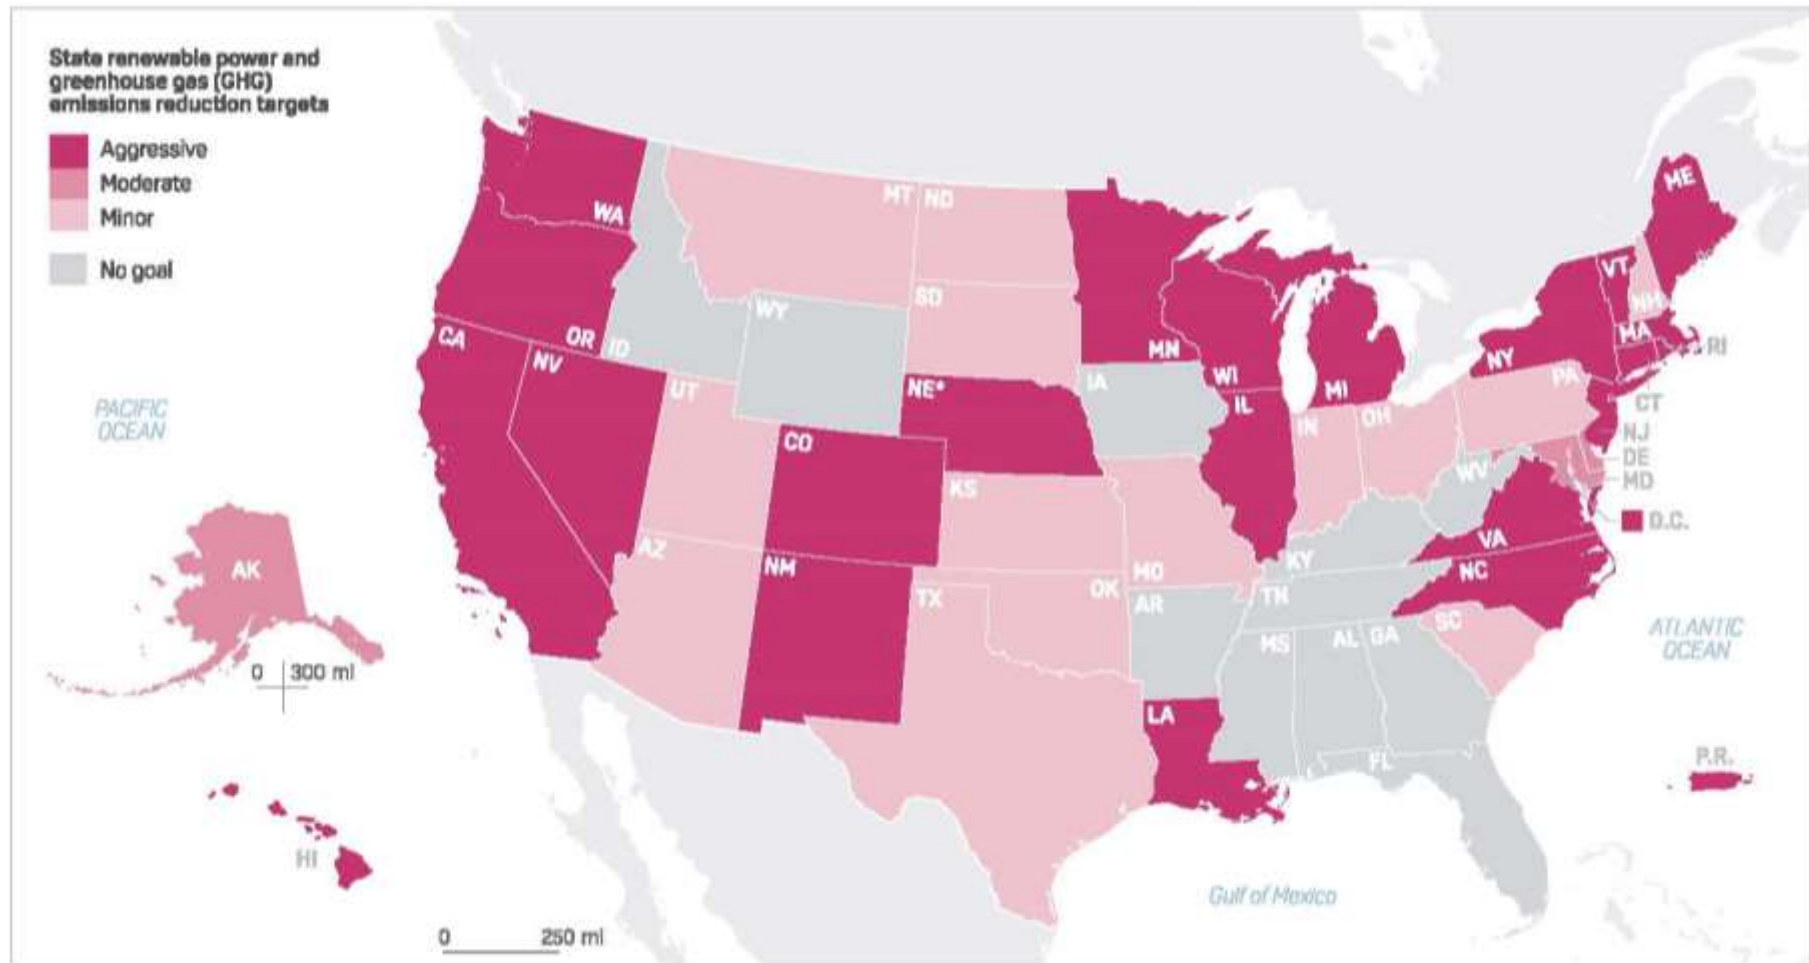 State renewable power and
greenhouse gas (GHG)
emissions reduction targets
Aggressive
Moderate
Minor
No goal
WA
MT
ND
ME
OR
ID
WY
SD
MN
WI
MI
VT
NH
NY
MA
RI
CA
NV
UT
NE*
IA
IL
IN
OH
PA
CT
NJ
DE
MD
D.C.
PACIFIC
OCEAN
CO
KS
MO
KY
WV
VA
AZ
NM
TX
OK
AR
TN
NC
SC
MS
AL
GA
ATLANTIC
OCEAN
AK
0 300 mi
LA
FL
P.R.
HI
Gulf of Mexico
0 250 mi